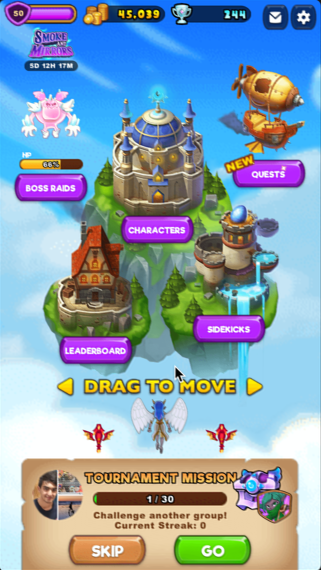 50
45,039
244
SMOKE
AND
MIRRORS
5D 12H 17M
HP
66%
BOSS RAIDS
NEW
QUESTS
CHARACTERS
SIDEKICKS
LEADERBOARD
DRAG TO MOVE
TOURNAMENT MISSION
1 / 30
Challenge another group!
Current Streak: 0
SKIP
GO